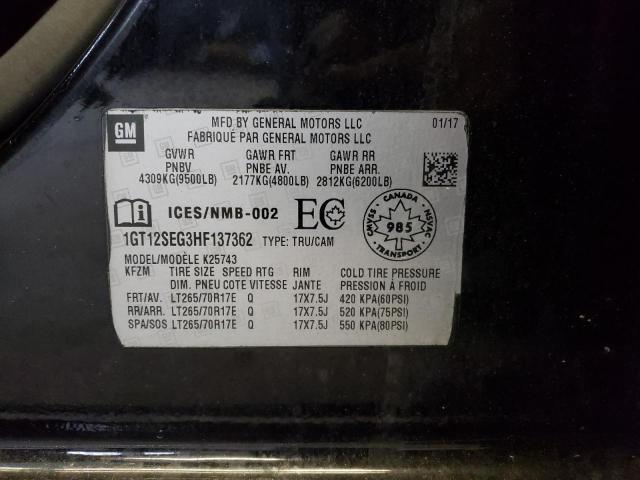 GM
MFD BY GENERAL MOTORS LLC 01/17
FABRIQUÉ PAR GENERAL MOTORS LLC
GVWR GAWR FRT GAWR RR
PNBV PNBE AV. PNBE ARR.
4309KG(9500LB) 2177KG(4800LB) 2812KG(6200LB)
ICES/NMB-002 EC
CANADA CMVSS 985 NSVAC TRANSPORT
1GT12SEG3HF137362 TYPE: TRU/CAM
MODEL/MODÈLE K25743
KFZM TIRE SIZE SPEED RTG RIM COLD TIRE PRESSURE
DIM. PNEU COTE VITESSE JANTE PRESSION À FROID
FRT/AV. LT265/70R17E Q 17X7.5J 420 KPA(60PSI)
RR/ARR. LT265/70R17E Q 17X7.5J 520 KPA(75PSI)
SPA/SOS LT265/70R17E Q 17X7.5J 550 KPA(80PSI)